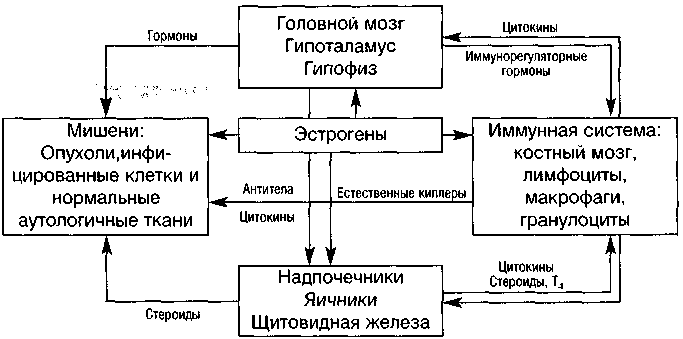 Головной мозг
Гипоталамус
Гипофиз
Гормоны
Цитокины
Иммунорегуляторные
гормоны
Мишени:
Опухоли,инфи-
цированные клетки и
нормальные
аутологичные ткани
Эстрогены
Иммунная система:
костный мозг,
лимфоциты,
макрофаги,
гранулоциты
Антитела
Естественные киллеры
Цитокины
Надпочечники
Яичники
Щитовидная железа
Стероиды
Цитокины
Стероиды, T₄